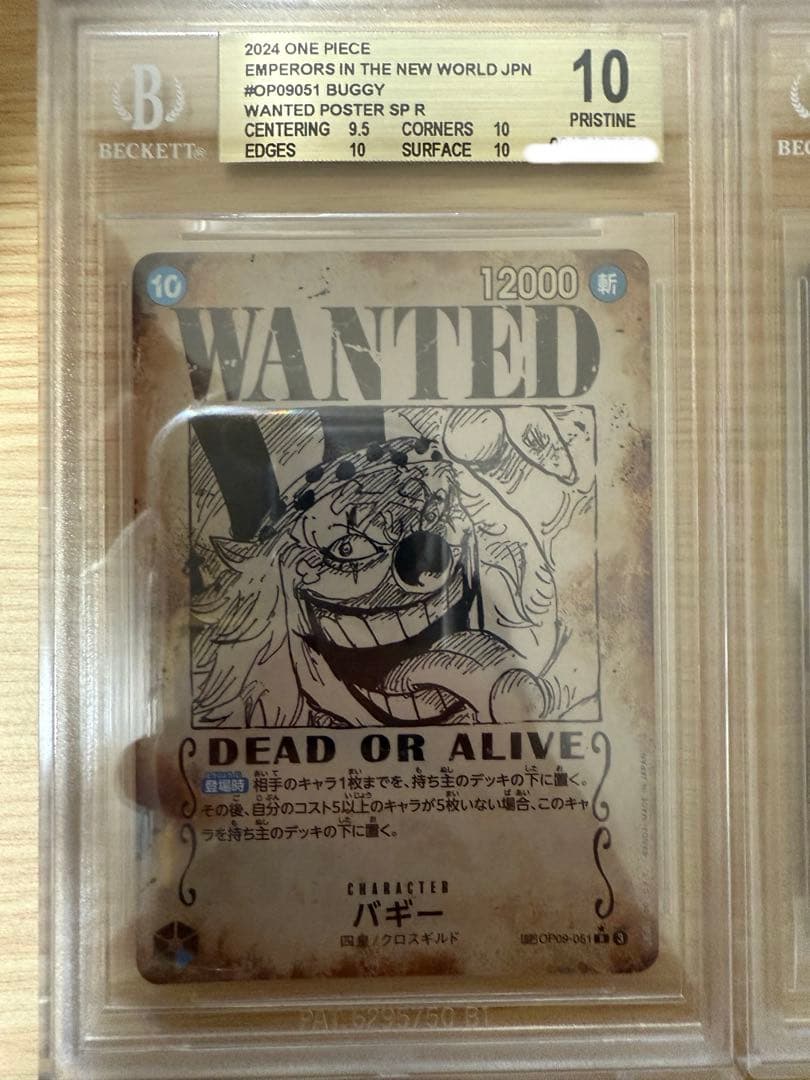 2024 ONE PIECE
EMPERORS IN THE NEW WORLD JPN
#OP09051 BUGGY
WANTED POSTER SP R
CENTERING 9.5 CORNERS 10
EDGES 10 SURFACE 10
10
PRISTINE
B
BECKETT®
BEC
10
12000
斬
WANTED
DEAD OR ALIVE
登場時 相手のキャラ1枚までを、持ち主のデッキの下に置く。
その後、自分のコスト5以上のキャラが5枚いない場合、このキャ
ラを持ち主のデッキの下に置く。
CHARACTER
バギー
四皇/クロスギルド
OP09-051 R 3
PAT. 6295750 B1